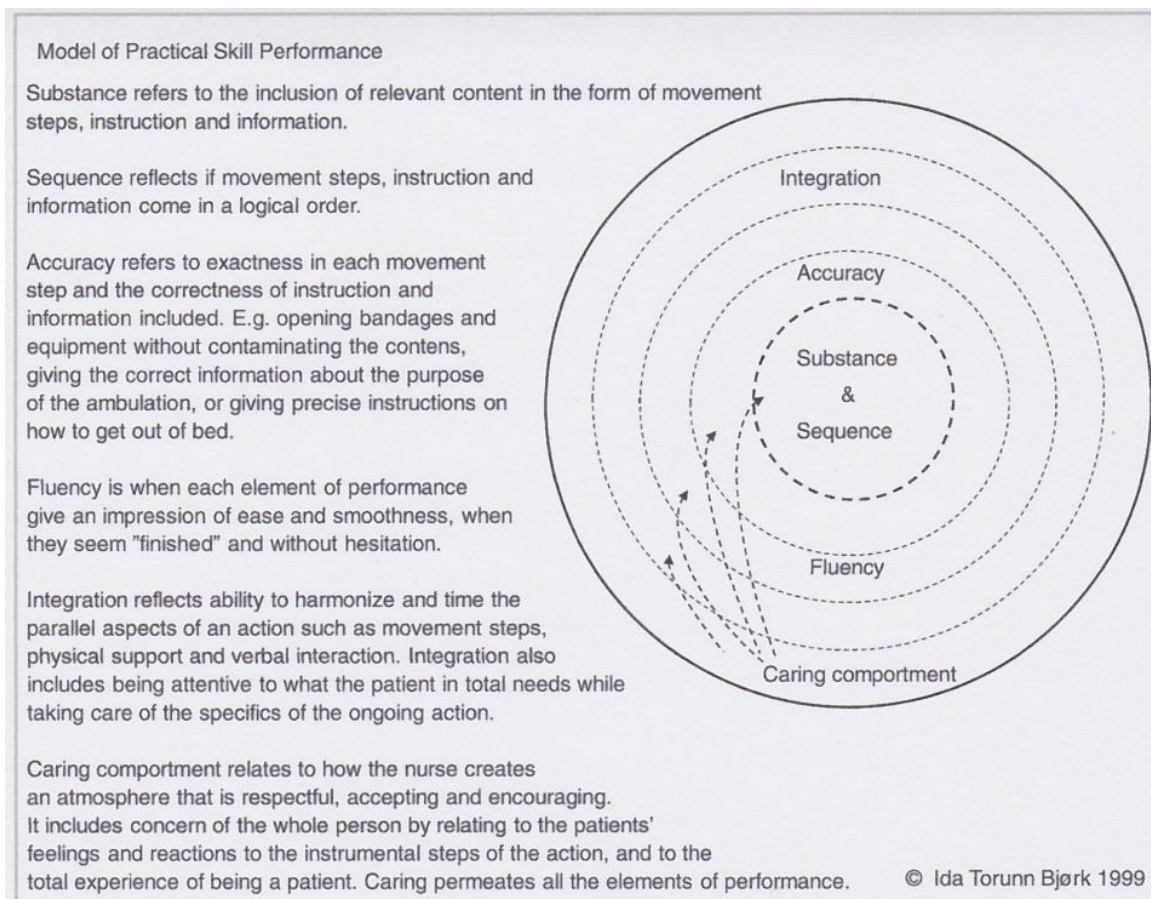 Model of Practical Skill Performance
Substance refers to the inclusion of relevant content in the form of movement
steps, instruction and information.
Sequence reflects if movement steps, instruction and
information come in a logical order.
Accuracy refers to exactness in each movement
step and the correctness of instruction and
information included. E.g. opening bandages and
equipment without contaminating the contens,
giving the correct information about the purpose
of the ambulation, or giving precise instructions on
how to get out of bed.
Fluency is when each element of performance
give an impression of ease and smoothness, when
they seem "finished" and without hesitation.
Integration reflects ability to harmonize and time the
parallel aspects of an action such as movement steps,
physical support and verbal interaction. Integration also
includes being attentive to what the patient in total needs while
taking care of the specifics of the ongoing action.
Caring comportment relates to how the nurse creates
an atmosphere that is respectful, accepting and encouraging.
It includes concern of the whole person by relating to the patients'
feelings and reactions to the instrumental steps of the action, and to the
total experience of being a patient. Caring permeates all the elements of performance.
© Ida Torunn Bjørk 1999
Integration
Accuracy
Substance
&
Sequence
Fluency
Caring comportment